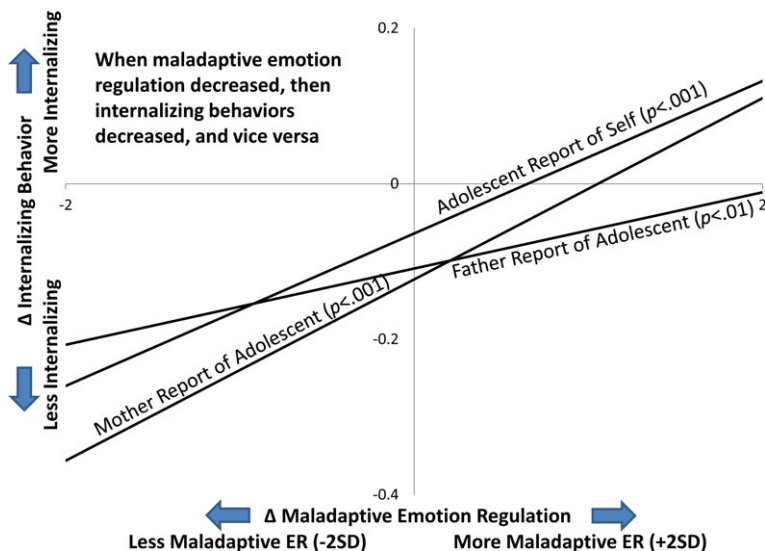 0.2
When maladaptive emotion
regulation decreased, then
internalizing behaviors
decreased, and vice versa
More Internalizing
Δ Internalizing Behavior
Less Internalizing
Adolescent Report of Self (p<.001)
0
-2
2
Father Report of Adolescent (p<.01)
Mother Report of Adolescent (p<.001)
-0.2
-0.4
Δ Maladaptive Emotion Regulation
Less Maladaptive ER (-2SD)
More Maladaptive ER (+2SD)